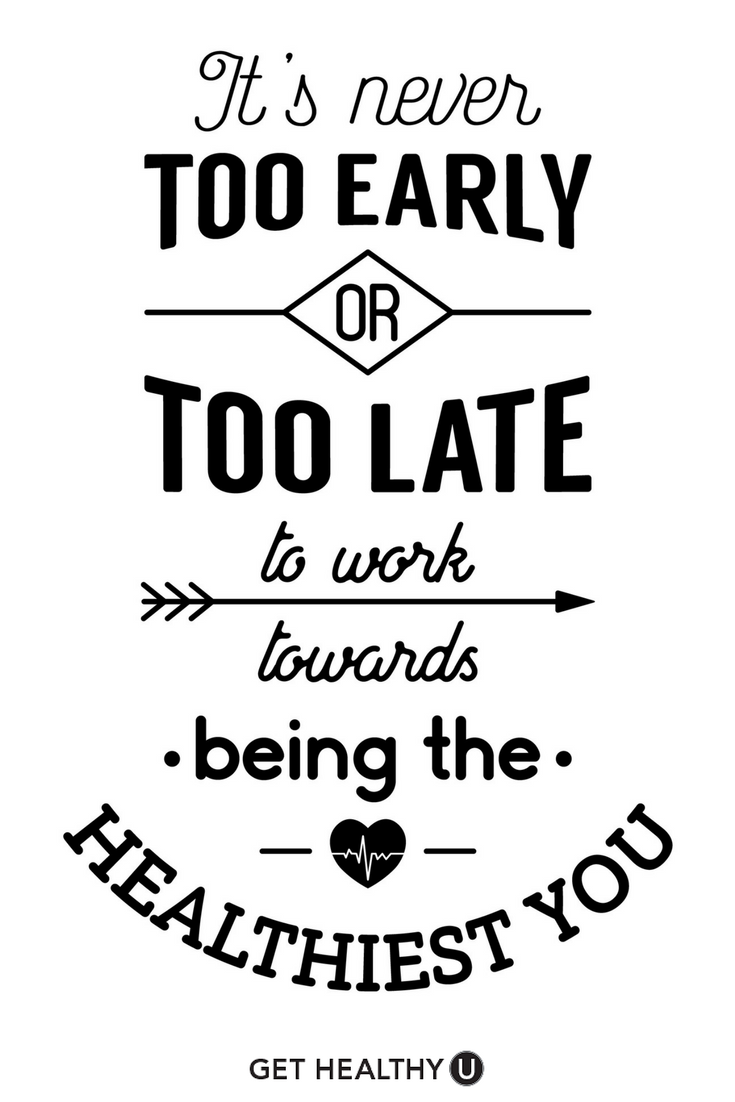 It's never
TOO EARLY
OR
TOO LATE
to work
towards
•being the•
HEALTHIEST YOU
GET HEALTHY U